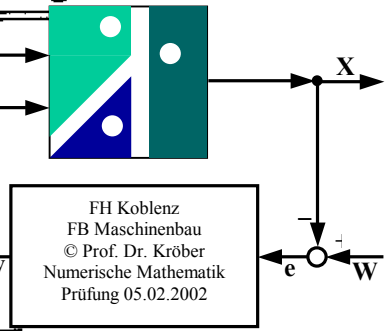 X
FH Koblenz
FB Maschinenbau
© Prof. Dr. Kröber
Numerische Mathematik
Prüfung 05.02.2002
– +
e W